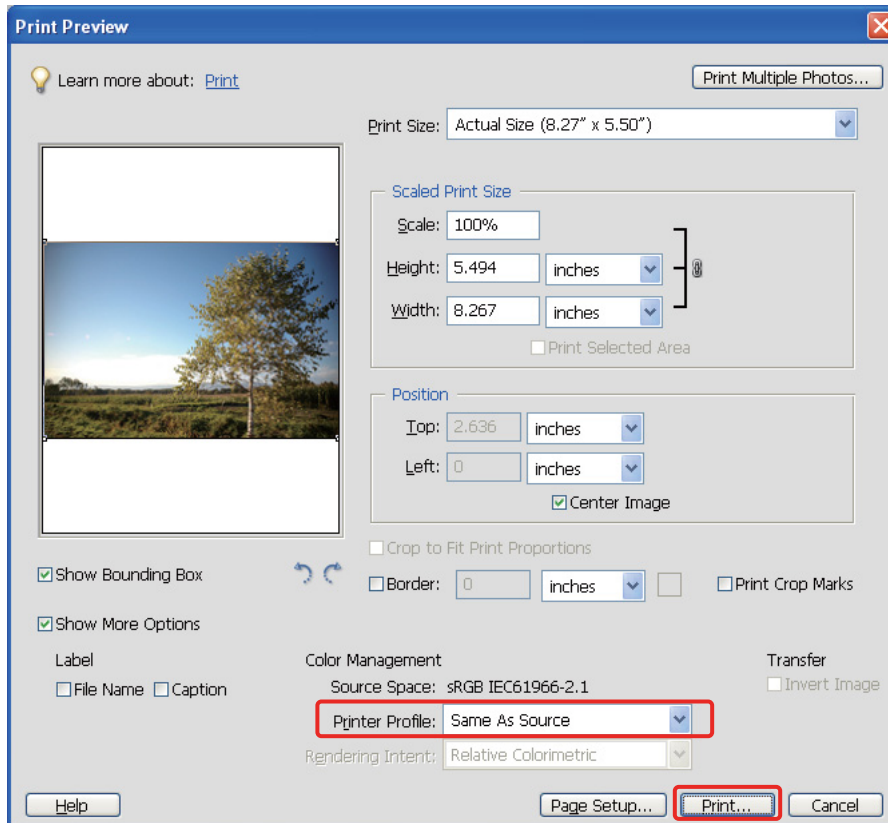 Print Preview
Learn more about: Print
Print Multiple Photos...
Print Size: Actual Size (8.27" x 5.50")
Scaled Print Size
Scale: 100%
Height: 5.494 inches
Width: 8.267 inches
Print Selected Area
Position
Top: 2.636 inches
Left: 0 inches
Center Image
Crop to Fit Print Proportions
Show Bounding Box
Border: 0 inches
Print Crop Marks
Show More Options
Label
File Name Caption
Color Management
Source Space: sRGB IEC61966-2.1
Printer Profile: Same As Source
Rendering Intent: Relative Colorimetric
Transfer
Invert Image
Help
Page Setup...
Print...
Cancel